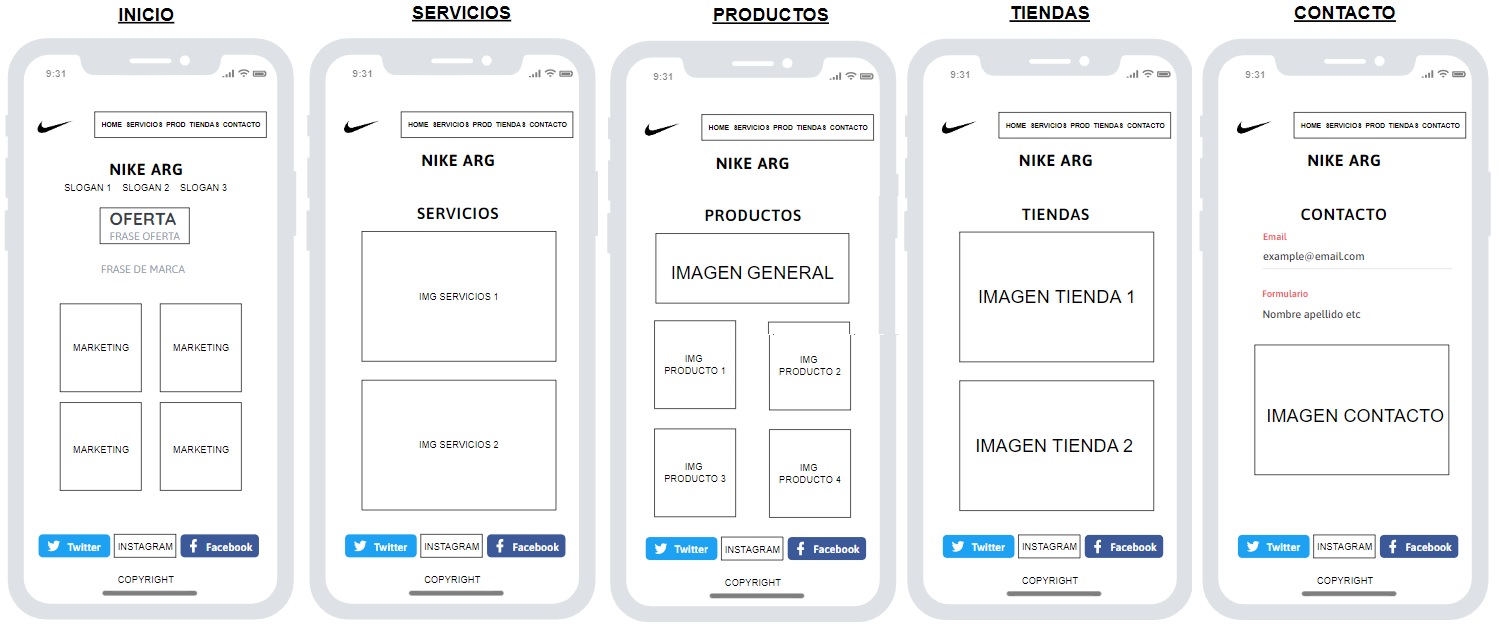 INICIO
9:31
HOME SERVICIOS PROD TIENDAS CONTACTO
NIKE ARG
SLOGAN 1 SLOGAN 2 SLOGAN 3
OFERTA
FRASE OFERTA
FRASE DE MARCA
MARKETING MARKETING
MARKETING MARKETING
Twitter INSTAGRAM Facebook
COPYRIGHT
SERVICIOS
9:31
HOME SERVICIOS PROD TIENDAS CONTACTO
NIKE ARG
SERVICIOS
IMG SERVICIOS 1
IMG SERVICIOS 2
Twitter INSTAGRAM Facebook
COPYRIGHT
PRODUCTOS
9:31
HOME SERVICIOS PROD TIENDAS CONTACTO
NIKE ARG
PRODUCTOS
IMAGEN GENERAL
IMG
PRODUCTO 1
IMG
PRODUCTO 2
IMG
PRODUCTO 3
IMG
PRODUCTO 4
Twitter INSTAGRAM Facebook
COPYRIGHT
TIENDAS
9:31
HOME SERVICIOS PROD TIENDAS CONTACTO
NIKE ARG
TIENDAS
IMAGEN TIENDA 1
IMAGEN TIENDA 2
Twitter INSTAGRAM Facebook
COPYRIGHT
CONTACTO
9:31
HOME SERVICIOS PROD TIENDAS CONTACTO
NIKE ARG
CONTACTO
Email
example@email.com
Formulario
Nombre apellido etc
IMAGEN CONTACTO
Twitter INSTAGRAM Facebook
COPYRIGHT